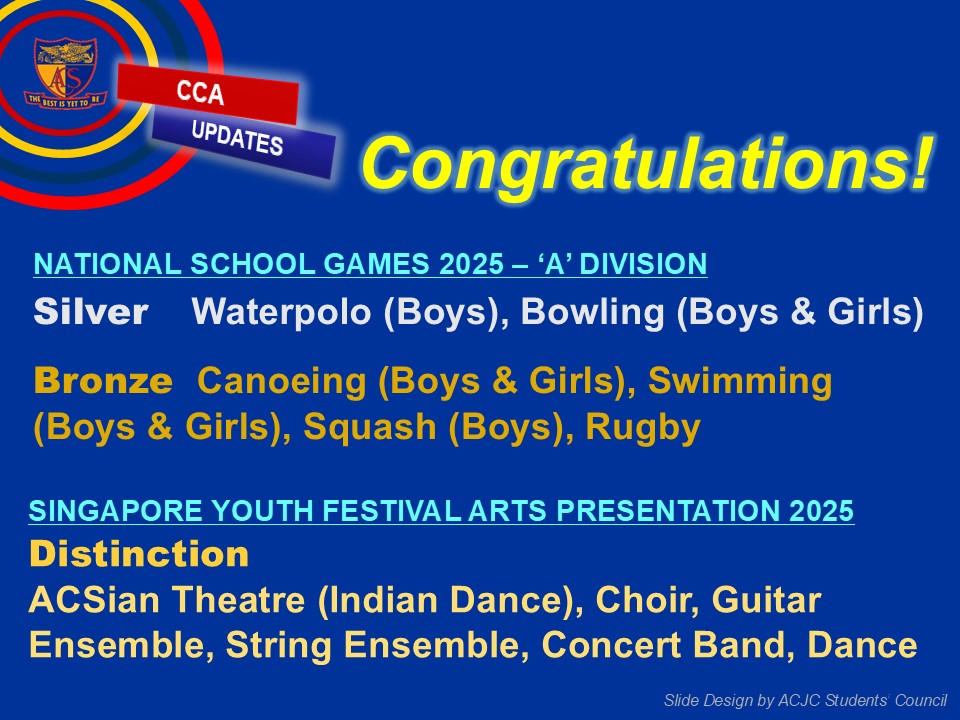 ACS
THE BEST IS YET TO BE
CCA
UPDATES
Congratulations!
NATIONAL SCHOOL GAMES 2025 – ‘A’ DIVISION
Silver Waterpolo (Boys), Bowling (Boys & Girls)
Bronze Canoeing (Boys & Girls), Swimming
(Boys & Girls), Squash (Boys), Rugby
SINGAPORE YOUTH FESTIVAL ARTS PRESENTATION 2025
Distinction
ACSian Theatre (Indian Dance), Choir, Guitar
Ensemble, String Ensemble, Concert Band, Dance
Slide Design by ACJC Students’ Council